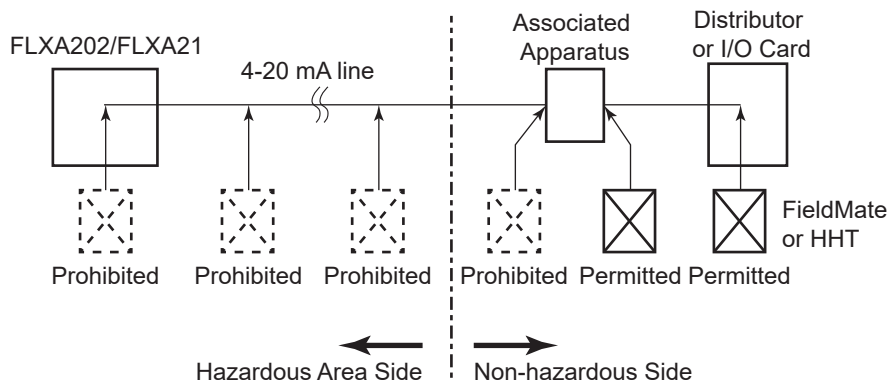 FLXA202/FLXA21
4-20 mA line
Associated
Apparatus
Distributor
or I/O Card
FieldMate
or HHT
Prohibited
Prohibited
Prohibited
Prohibited
Permitted
Permitted
Hazardous Area Side
Non-hazardous Side